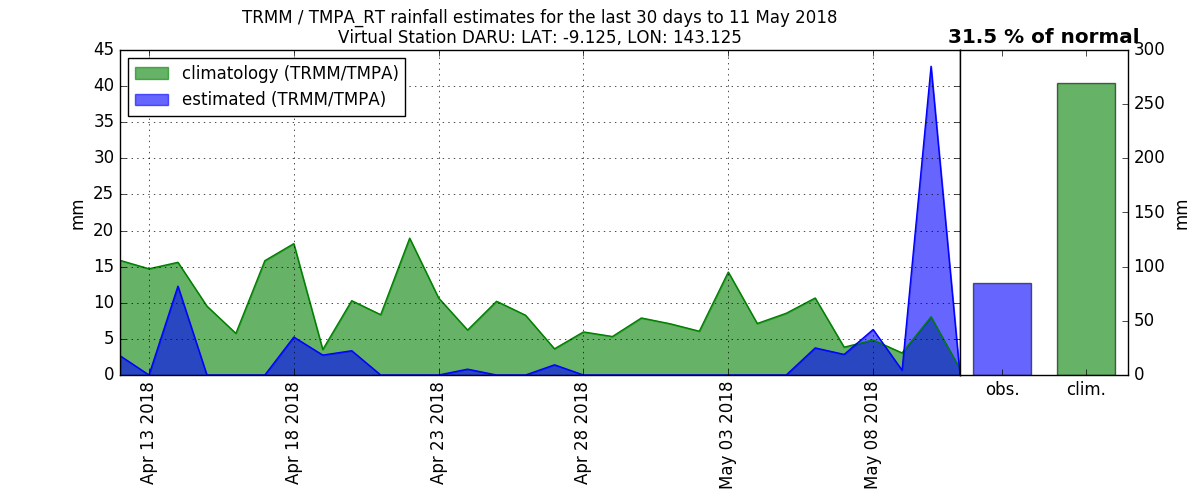 TRMM / TMPA_RT rainfall estimates for the last 30 days to 11 May 2018
Virtual Station DARU: LAT: -9.125, LON: 143.125
31.5 % of normal
climatology (TRMM/TMPA)
estimated (TRMM/TMPA)
45
40
35
30
25
20
15
10
5
0
mm
Apr 13 2018
Apr 18 2018
Apr 23 2018
Apr 28 2018
May 03 2018
May 08 2018
obs.
clim.
300
250
200
150
100
50
0
mm